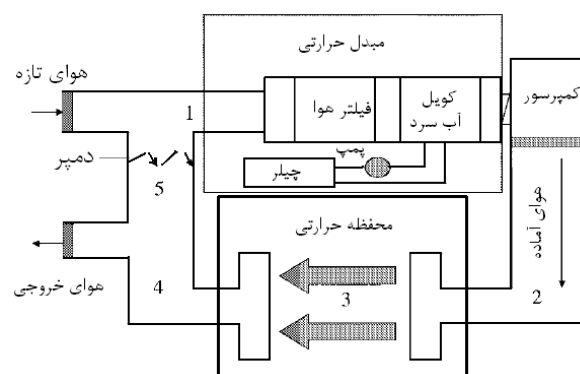 مبدل حرارتی
هوای تازه
کمپرسور
1
فیلتر هوا
کویل
آب سرد
پمپ
دمپر
چیلر
5
محفظه حرارتی
هوای آماده
هوای خروجی
4
3
2